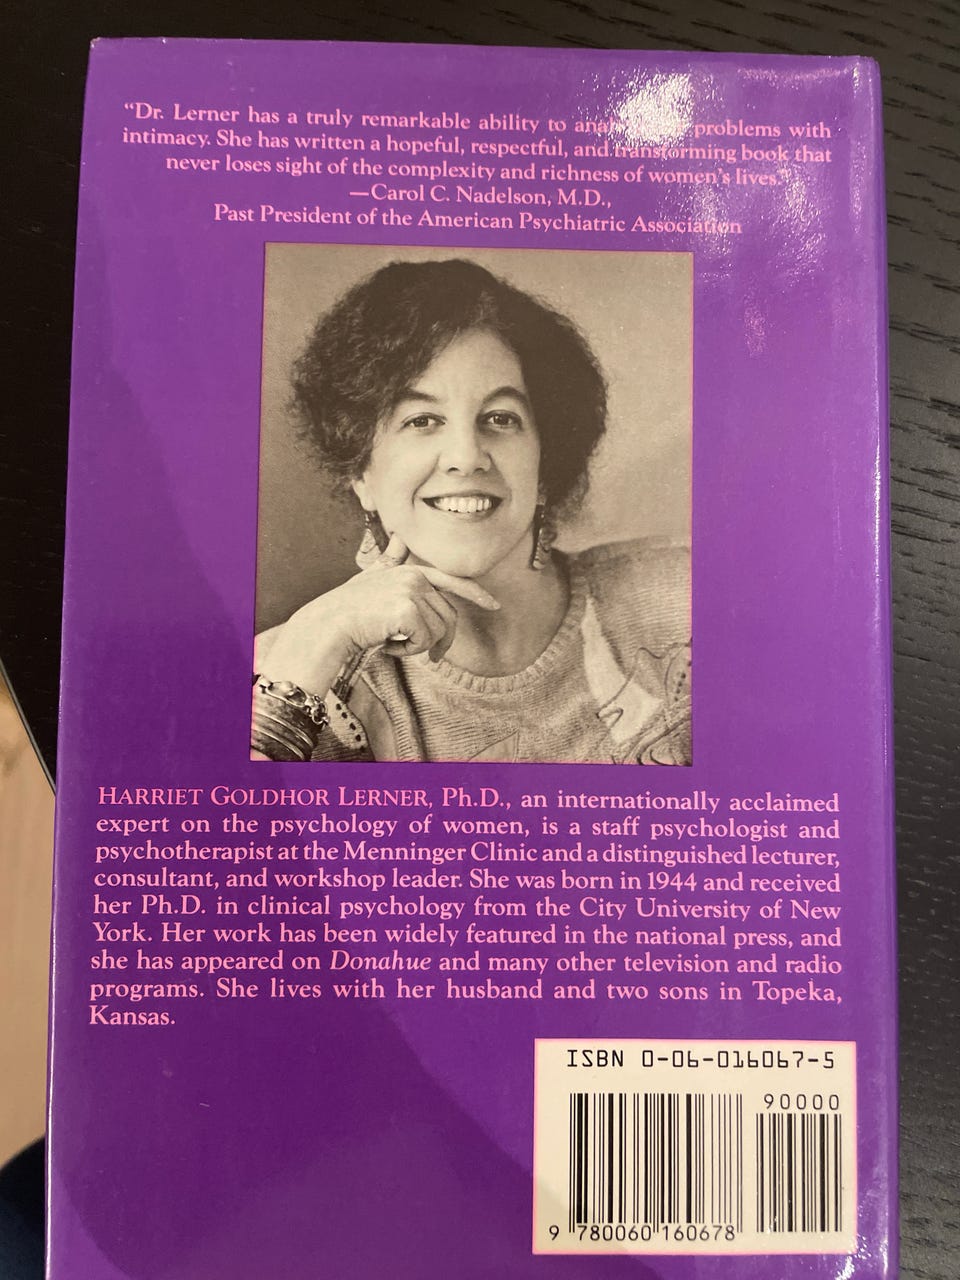 “Dr. Lerner has a truly remarkable ability to problems with
intimacy. She has written a hopeful, respectful, and transforming book that
never loses sight of the complexity and richness of women's lives.”
—Carol C. Nadelson, M.D.,
Past President of the American Psychiatric Association
HARRIET GOLDHOR LERNER, Ph.D., an internationally acclaimed
expert on the psychology of women, is a staff psychologist and
psychotherapist at the Menninger Clinic and a distinguished lecturer,
consultant, and workshop leader. She was born in 1944 and received
her Ph.D. in clinical psychology from the City University of New
York. Her work has been widely featured in the national press, and
she has appeared on Donahue and many other television and radio
programs. She lives with her husband and two sons in Topeka,
Kansas.
ISBN 0-06-016067-5
90000
9 780060 160678